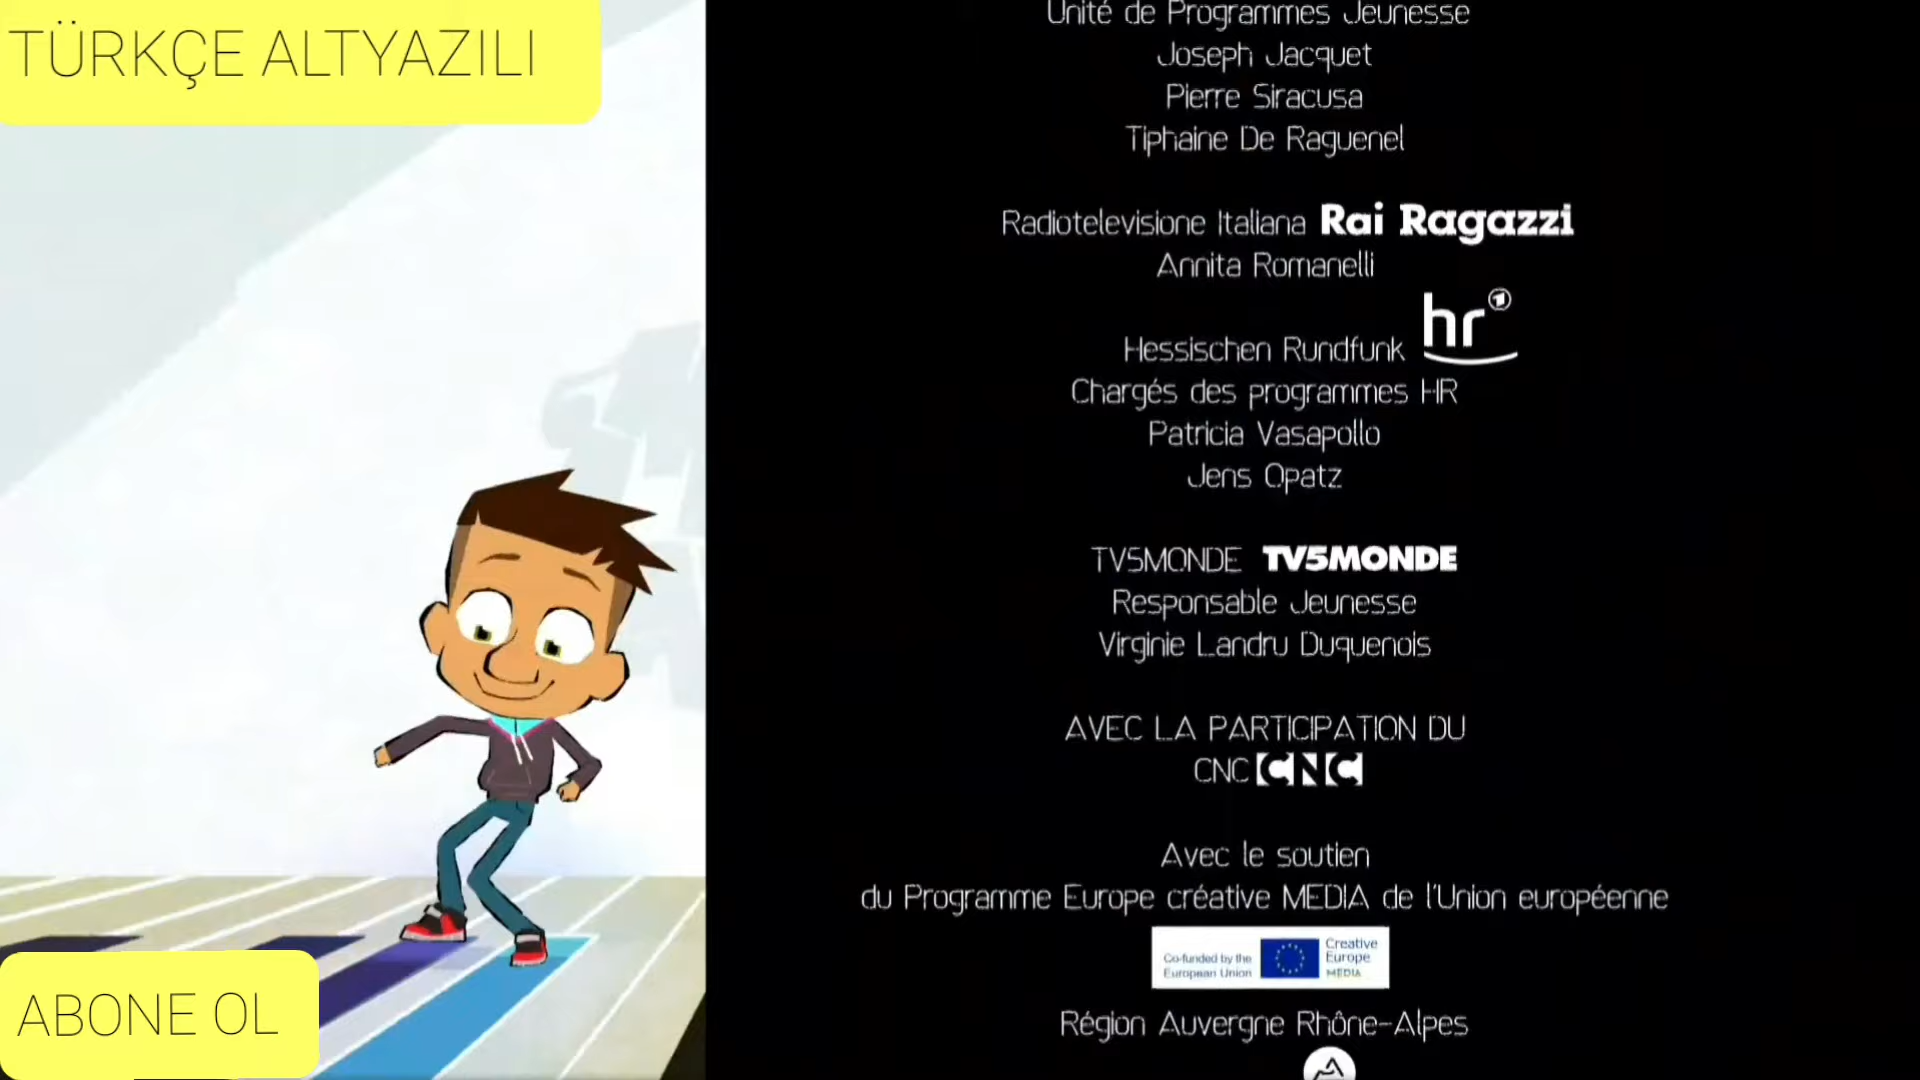 TÜRKÇE ALTYAZILI
Unité de Programmes Jeunesse
Joseph Jacquet
Pierre Siracusa
Tiphaine De Raguenel
Radiotelevisione Italiana Rai Ragazzi
Annita Romanelli
Hessischen Rundfunk hr
Chargés des programmes HR
Patricia Vasapollo
Jens Opatz
TV5MONDE TV5MONDE
Responsable Jeunesse
Virginie Landru Duquenois
AVEC LA PARTICIPATION DU
CNC CNC
Avec le soutien
du Programme Europe créative MEDIA de l'Union européenne
Co-funded by the
European Union
Creative
Europe
MEDIA
Région Auvergne Rhône-Alpes
ABONE OL